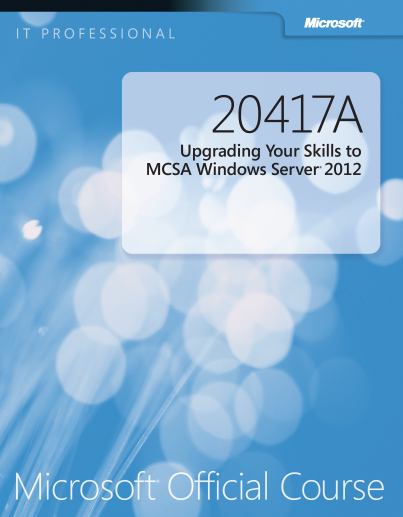 Microsoft®
IT PROFESSIONAL
20417A
Upgrading Your Skills to
MCSA Windows Server® 2012
Microsoft® Official Course